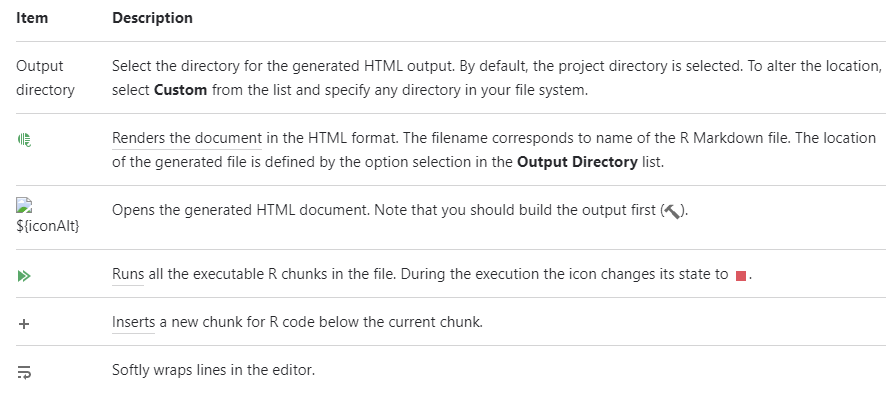 Item Description
Output directory
Select the directory for the generated HTML output. By default, the project directory is selected. To alter the location,
select Custom from the list and specify any directory in your file system.
Renders the document in the HTML format. The filename corresponds to name of the R Markdown file. The location
of the generated file is defined by the option selection in the Output Directory list.
${iconAlt}
Opens the generated HTML document. Note that you should build the output first ( ).
Runs all the executable R chunks in the file. During the execution the icon changes its state to .
Inserts a new chunk for R code below the current chunk.
Softly wraps lines in the editor.